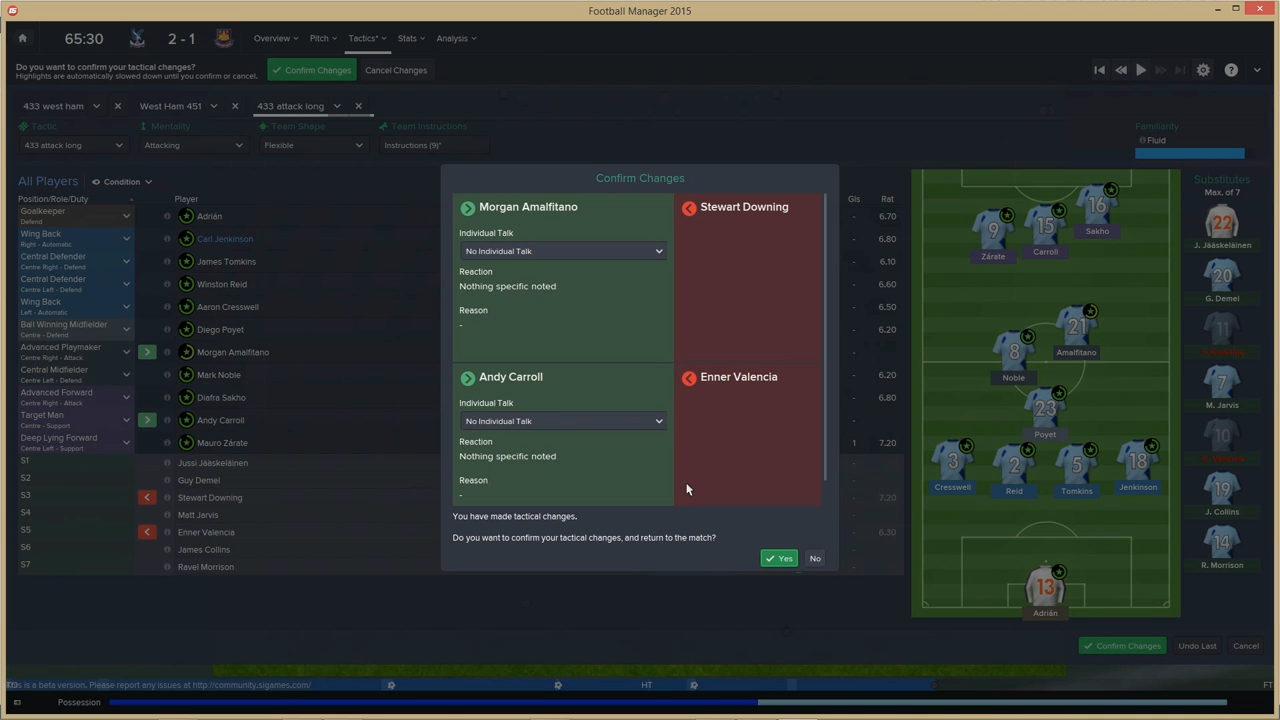 Football Manager 2015
65:30
2 - 1
Overview
Pitch
Tactics*
Stats
Analysis
Do you want to confirm your tactical changes?
Highlights are automatically slowed down until you confirm or cancel.
Confirm Changes
Cancel Changes
433 west ham
West Ham 451
433 attack long
Tactic
Mentality
Team Shape
Team Instructions
Familiarity
433 attack long
Attacking
Flexible
Instructions (9)*
Fluid
All Players
Condition
Position/Role/Duty
Player
Gls
Rat
Goalkeeper
Defend
Adrián
-
6.70
Wing Back
Right - Automatic
Carl Jenkinson
-
6.80
Central Defender
Centre Right - Defend
James Tomkins
-
6.10
Central Defender
Centre Left - Defend
Winston Reid
-
6.60
Wing Back
Left - Automatic
Aaron Cresswell
-
6.50
Ball Winning Midfielder
Centre - Defend
Diego Poyet
-
6.20
Advanced Playmaker
Centre Right - Attack
Morgan Amalfitano
-
Central Midfielder
Centre Left - Defend
Mark Noble
-
6.20
Advanced Forward
Centre Right - Attack
Diafra Sakho
-
6.80
Target Man
Centre - Support
Andy Carroll
-
Deep Lying Forward
Centre Left - Support
Mauro Zárate
1
7.20
S1
Jussi Jääskeläinen
-
S2
Guy Demel
-
S3
Stewart Downing
-
7.20
S4
Matt Jarvis
-
S5
Enner Valencia
-
6.30
S6
James Collins
-
S7
Ravel Morrison
-
Confirm Changes
Morgan Amalfitano
Stewart Downing
Individual Talk
No Individual Talk
Reaction
Nothing specific noted
Reason
-
Andy Carroll
Enner Valencia
Individual Talk
No Individual Talk
Reaction
Nothing specific noted
Reason
-
You have made tactical changes.
Do you want to confirm your tactical changes, and return to the match?
Yes
No
16
Sakho
15
Carroll
9
Zárate
21
Amalfitano
8
Noble
23
Poyet
3
Cresswell
2
Reid
5
Tomkins
18
Jenkinson
13
Adrián
Substitutes
Max. of 7
22
J. Jääskeläinen
20
G. Demel
11
7
M. Jarvis
10
19
J. Collins
14
R. Morrison
Confirm Changes
Undo Last
Cancel
is a beta version. Please report any issues at http://community.sigames.com/
HT
FT
Possession